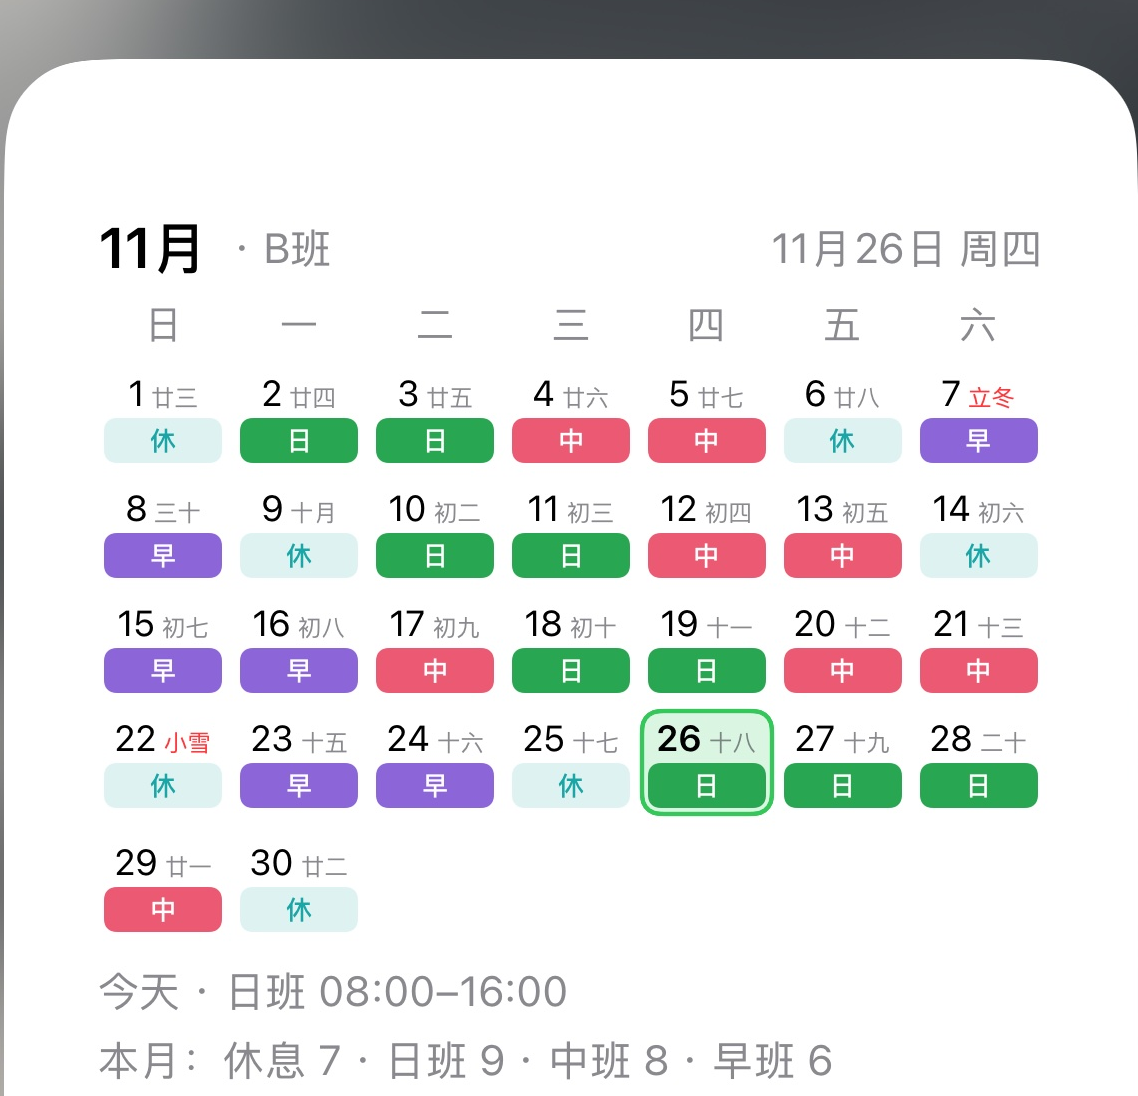 11月 · B班 11月26日 周四
日 一 二 三 四 五 六
1 廿三 2 廿四 3 廿五 4 廿六 5 廿七 6 廿八 7 立冬
休 日 日 中 中 休 早
8 三十 9 十月 10 初二 11 初三 12 初四 13 初五 14 初六
早 休 日 日 中 中 休
15 初七 16 初八 17 初九 18 初十 19 十一 20 十二 21 十三
早 早 中 日 日 中 中
22 小雪 23 十五 24 十六 25 十七 26 十八 27 十九 28 二十
休 早 早 休 日 日 日
29 廿一 30 廿二
中 休
今天 · 日班 08:00–16:00
本月：休息 7 · 日班 9 · 中班 8 · 早班 6